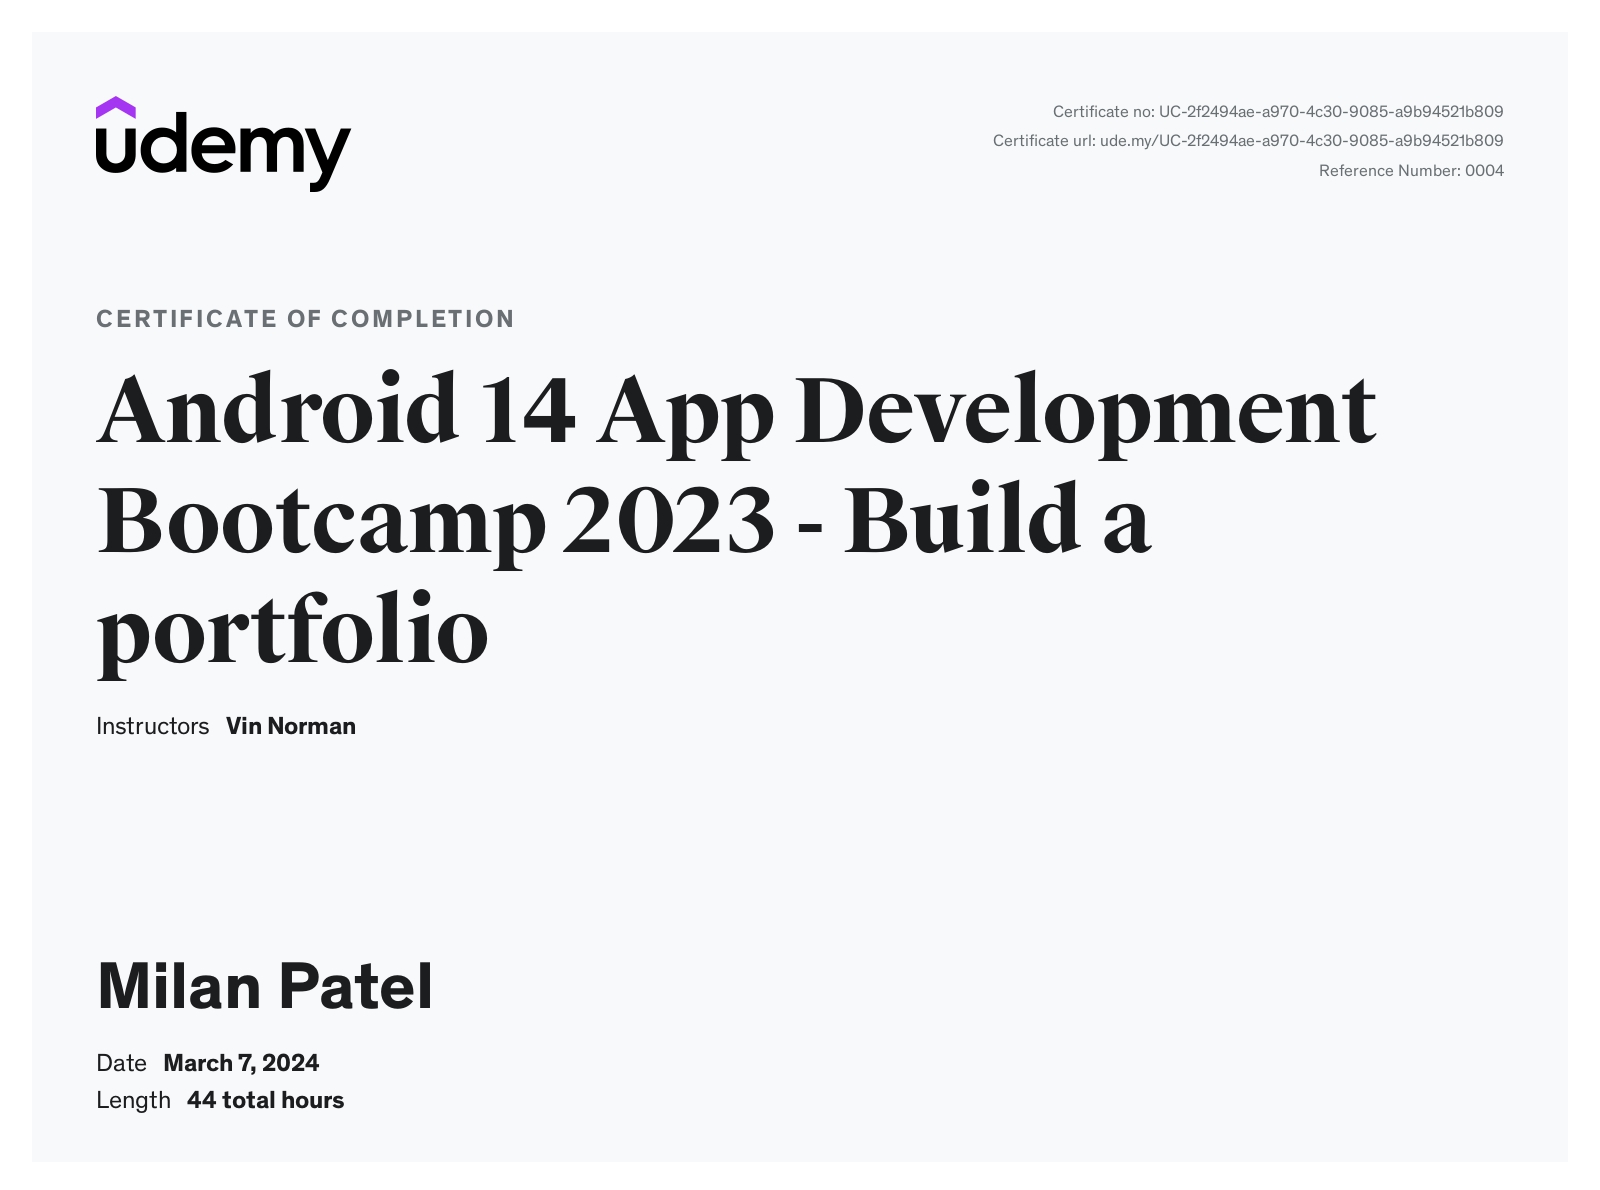 udemy
Certificate no: UC-2f2494ae-a970-4c30-9085-a9b94521b809
Certificate url: ude.my/UC-2f2494ae-a970-4c30-9085-a9b94521b809
Reference Number: 0004
CERTIFICATE OF COMPLETION
Android 14 App Development
Bootcamp 2023 - Build a
portfolio
Instructors Vin Norman
Milan Patel
Date March 7, 2024
Length 44 total hours